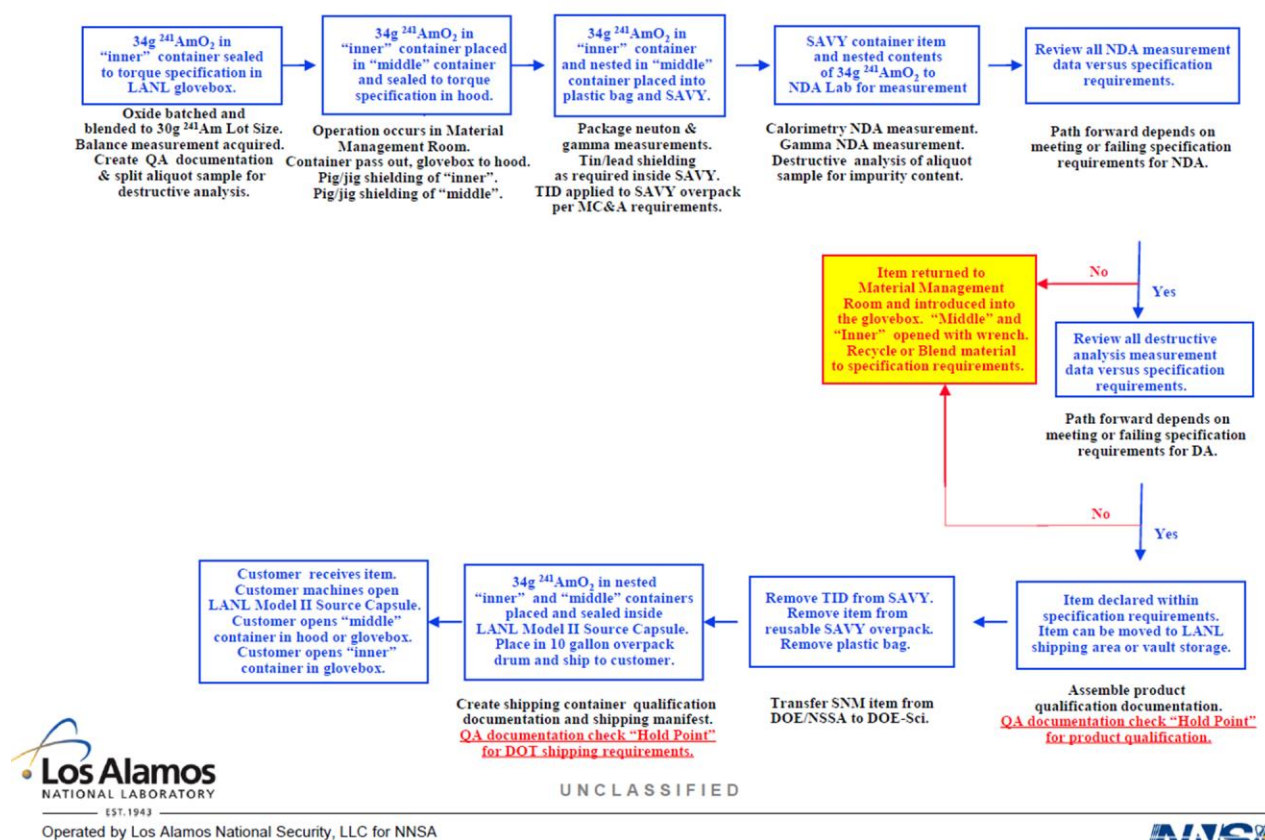 34g ²⁴¹AmO₂ in
“inner” container sealed
to torque specification in
LANL glovebox.
Oxide batched and
blended to 30g ²⁴¹Am Lot Size.
Balance measurement acquired.
Create QA documentation
& split aliquot sample for
destructive analysis.
34g ²⁴¹AmO₂ in
“inner” container placed
in “middle” container
and sealed to torque
specification in hood.
Operation occurs in Material
Management Room.
Container pass out, glovebox to hood.
Pig/jig shielding of “inner”.
Pig/jig shielding of “middle”.
34g ²⁴¹AmO₂ in
“inner” container
and nested in “middle”
container placed into
plastic bag and SAVY.
Package neuton &
gamma measurements.
Tin/lead shielding
as required inside SAVY.
TID applied to SAVY overpack
per MC&A requirements.
SAVY container item
and nested contents
of 34g ²⁴¹AmO₂ to
NDA Lab for measurement
Calorimetry NDA measurement.
Gamma NDA measurement.
Destructive analysis of aliquot
sample for impurity content.
Review all NDA measurement
data versus specification
requirements.
Path forward depends on
meeting or failing specification
requirements for NDA.
No
Yes
Item returned to
Material Management
Room and introduced into
the glovebox. “Middle” and
“Inner” opened with wrench.
Recycle or Blend material
to specification requirements.
Review all destructive
analysis measurement
data versus specification
requirements.
Path forward depends on
meeting or failing specification
requirements for DA.
No
Yes
Item declared within
specification requirements.
Item can be moved to LANL
shipping area or vault storage.
Assemble product
qualification documentation.
QA documentation check “Hold Point”
for product qualification.
Remove TID from SAVY.
Remove item from
reusable SAVY overpack.
Remove plastic bag.
Transfer SNM item from
DOE/NSSA to DOE-Sci.
34g ²⁴¹AmO₂ in nested
“inner” and “middle” containers
placed and sealed inside
LANL Model II Source Capsule.
Place in 10 gallon overpack
drum and ship to customer.
Create shipping container qualification
documentation and shipping manifest.
QA documentation check “Hold Point”
for DOT shipping requirements.
Customer receives item.
Customer machines open
LANL Model II Source Capsule.
Customer opens “middle”
container in hood or glovebox.
Customer opens “inner”
container in glovebox.
Los Alamos
NATIONAL LABORATORY
EST.1943
UNCLASSIFIED
Operated by Los Alamos National Security, LLC for NNSA